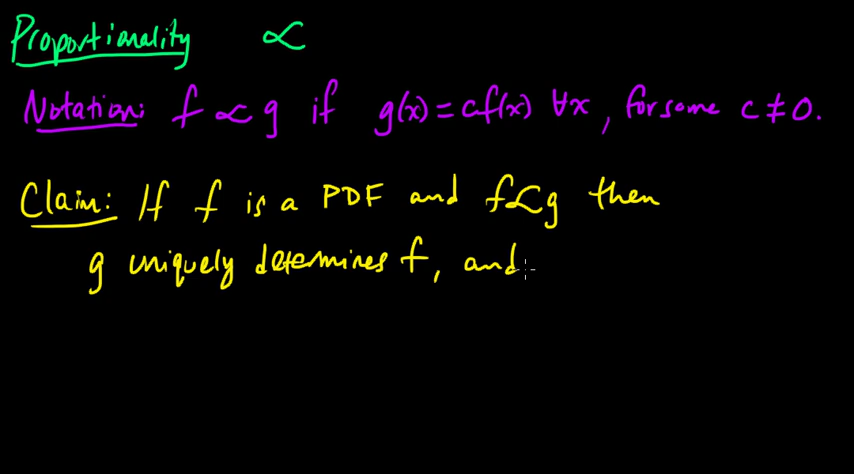 Proportionality ∝
Notation: f ∝ g if g(x) = cf(x) ∀x, for some c ≠ 0.
Claim: If f is a PDF and f ∝ g then
g uniquely determines f, and